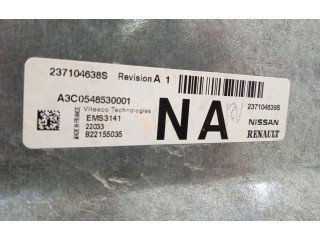 237104638S Revision A 1
A3C0548530001
Vitesco Technologies
MADE IN FRANCE
EMS3141
22033
822155035
NA
237104639S
NISSAN
RENAULT